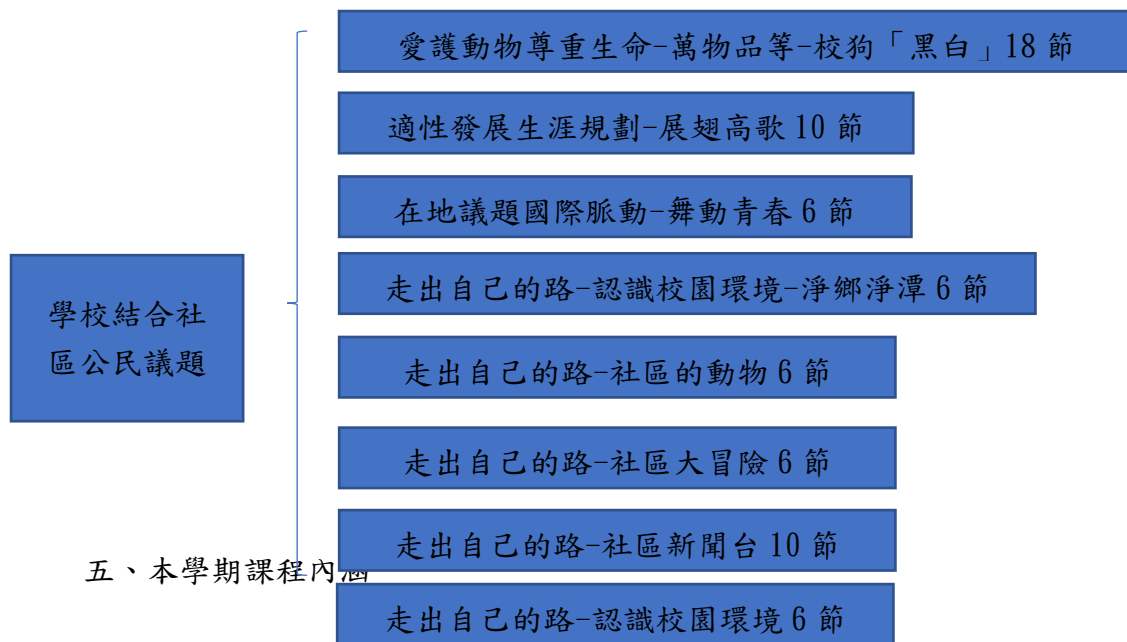 愛護動物尊重生命-萬物品等-校狗「黑白」18 節
適性發展生涯規劃-展翅高歌 10 節
在地議題國際脈動-舞動青春 6 節
學校結合社
區公民議題
走出自己的路-認識校園環境-淨鄉淨潭 6 節
走出自己的路-社區的動物 6 節
走出自己的路-社區大冒險 6 節
走出自己的路-社區新聞台 10 節
五、本學期課程內涵
走出自己的路-認識校園環境 6 節